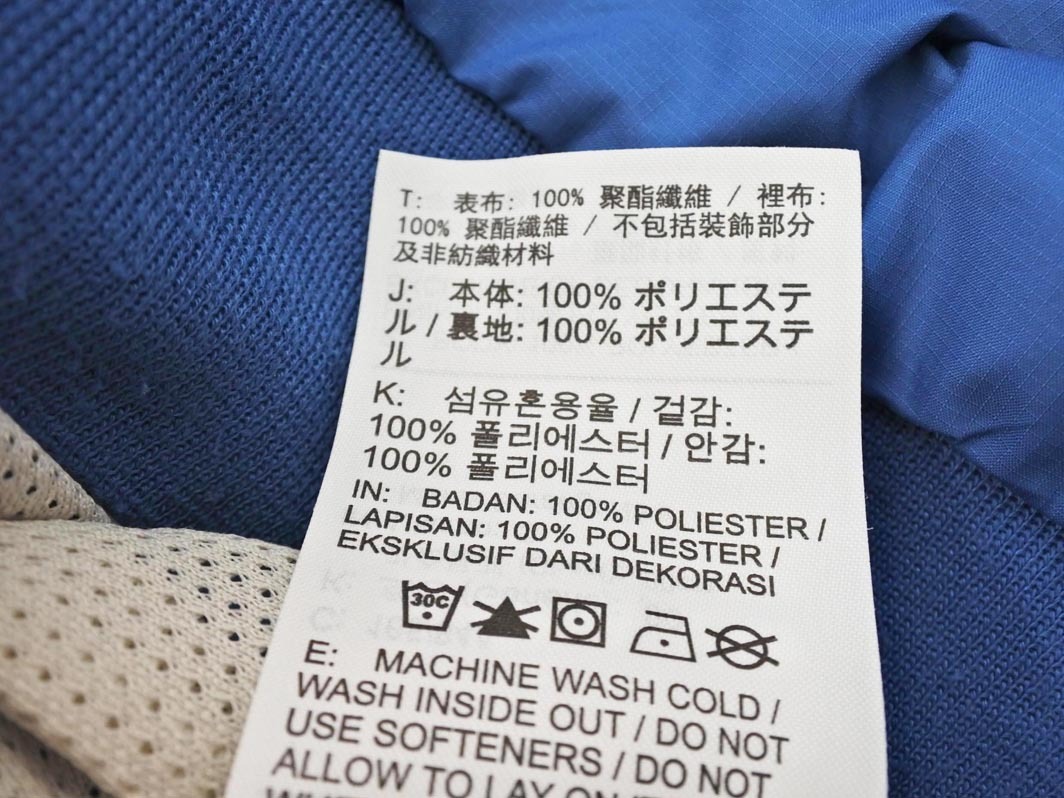 T: 表布: 100% 聚酯纖維 / 裡布:
100% 聚酯纖維 / 不包括裝飾部分
及非紡織材料
J: 本体: 100% ポリエステ
ル / 裏地: 100% ポリエステ
ル
K: 섬유혼용율 / 겉감:
100% 폴리에스터 / 안감:
100% 폴리에스터
IN: BADAN: 100% POLIESTER /
LAPISAN: 100% POLIESTER /
EKSKLUSIF DARI DEKORASI
30C
E: MACHINE WASH COLD /
WASH INSIDE OUT / DO NOT
USE SOFTENERS / DO NOT
ALLOW TO LAY ON